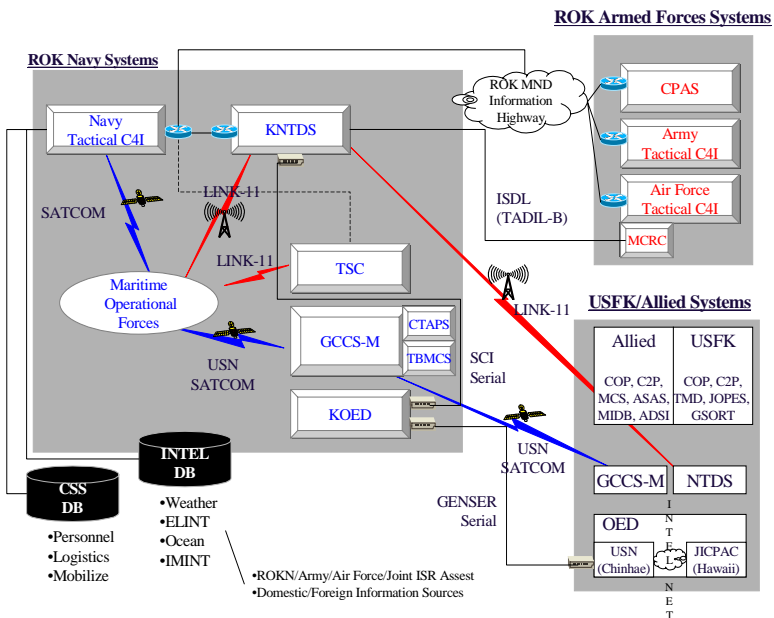 ROK Armed Forces Systems
ROK Navy Systems
ROK MND
Information
Highway
CPAS
Army
Tactical C4I
Air Force
Tactical C4I
MCRC
Navy
Tactical C4I
KNTDS
SATCOM
LINK-11
ISDL
(TADIL-B)
LINK-11
TSC
Maritime
Operational
Forces
LINK-11
USFK/Allied Systems
GCCS-M
CTAPS
TBMCS
USN
SATCOM
SCI
Serial
KOED
Allied
COP, C2P,
MCS, ASAS,
MIDB, ADSI
USFK
COP, C2P,
TMD, JOPES,
GSORT
USN
SATCOM
GCCS-M
NTDS
INTEL
DB
CSS
DB
•Weather
•ELINT
•Ocean
•IMINT
•Personnel
•Logistics
•Mobilize
GENSER
Serial
OED
USN
(Chinhae)
JICPAC
(Hawaii)
I
N
T
E
L
N
E
T
•ROKN/Army/Air Force/Joint ISR Assest
•Domestic/Foreign Information Sources